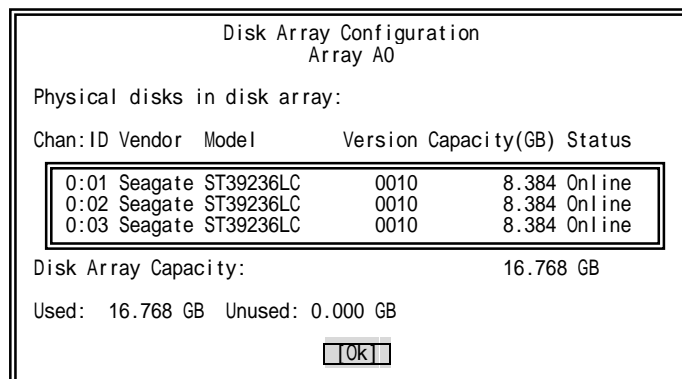 Disk Array Configuration
Array A0
Physical disks in disk array:
Chan:ID Vendor Model Version Capacity(GB) Status
0:01 Seagate ST39236LC 0010 8.384 Online
0:02 Seagate ST39236LC 0010 8.384 Online
0:03 Seagate ST39236LC 0010 8.384 Online
Disk Array Capacity: 16.768 GB
Used: 16.768 GB Unused: 0.000 GB
[Ok]